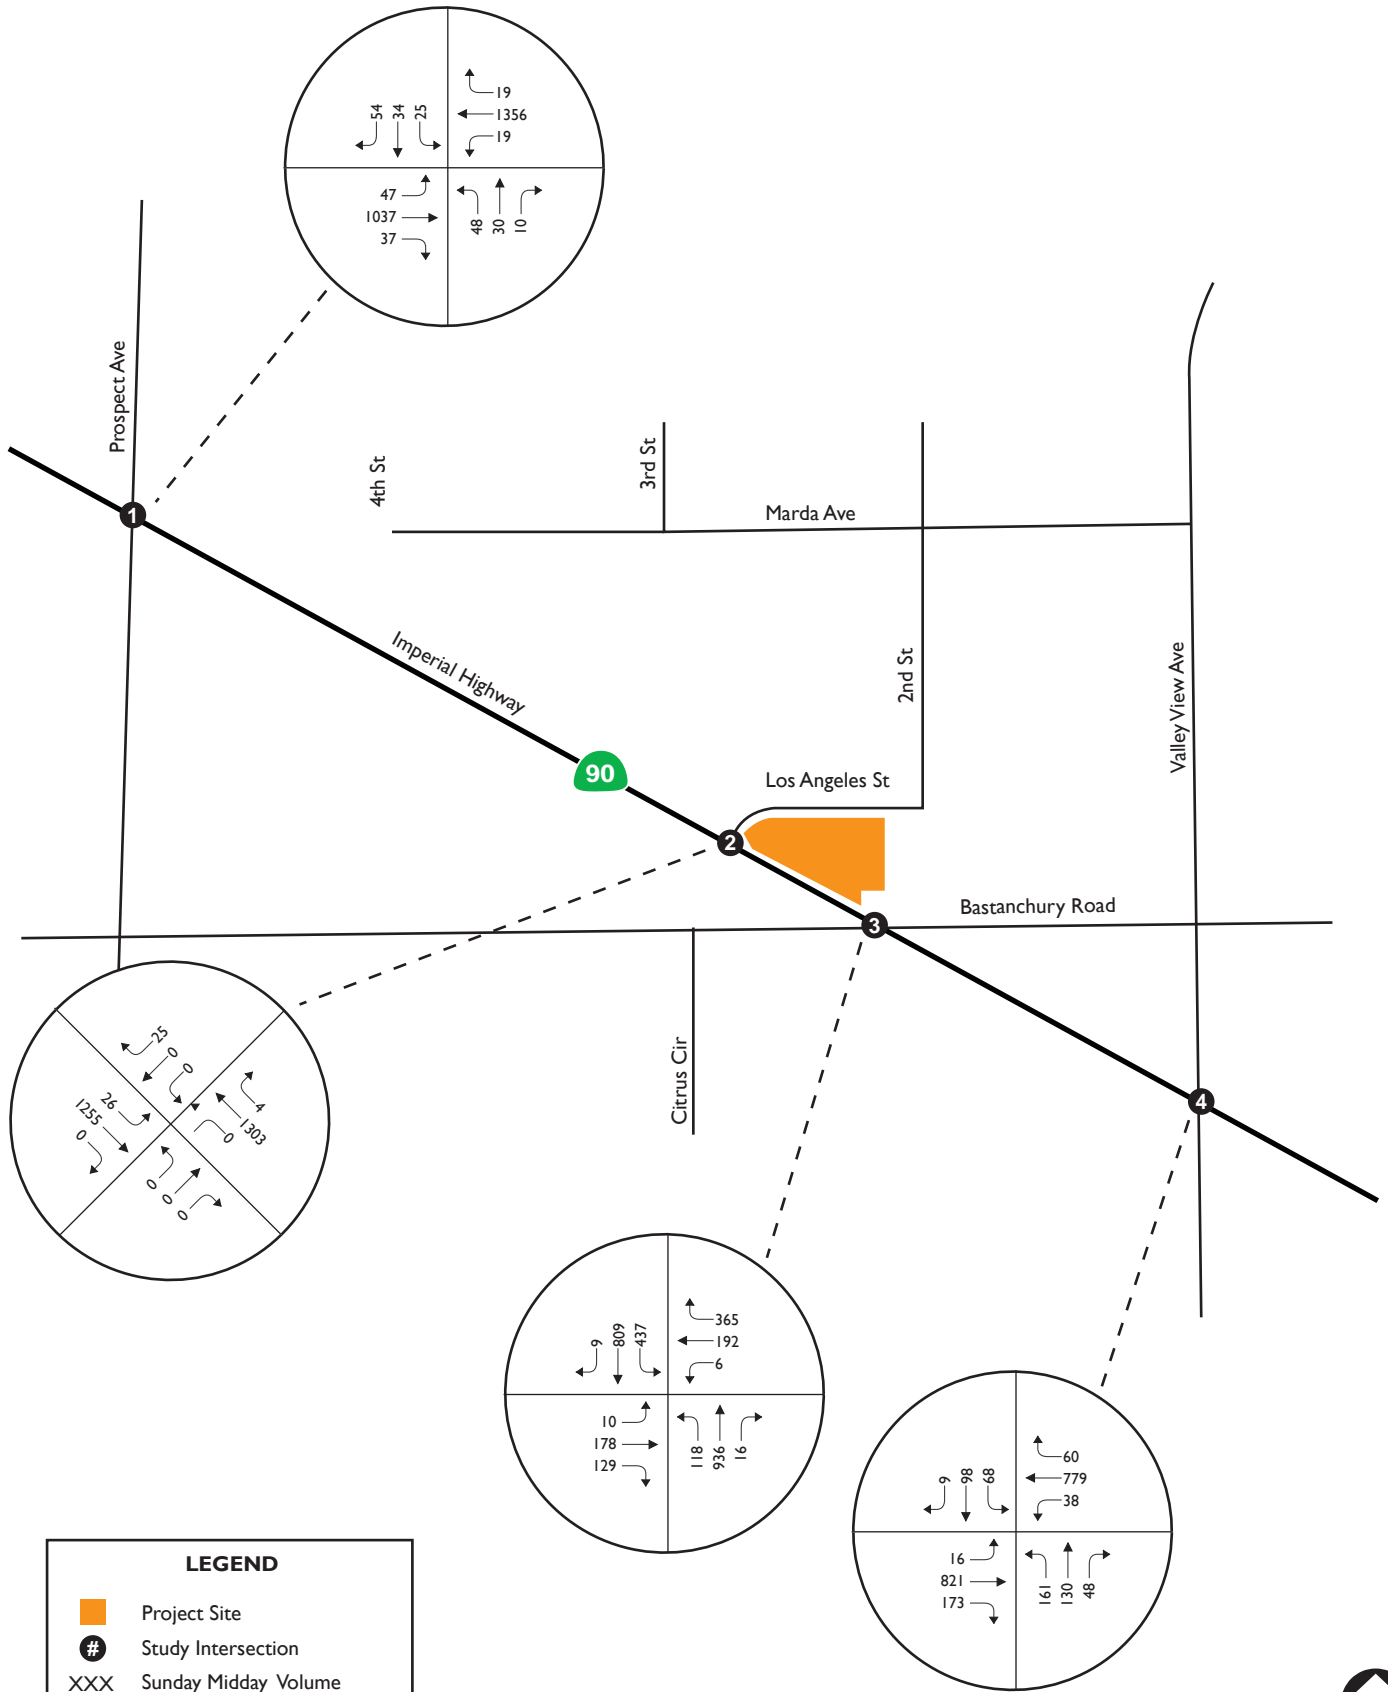 54 34 25
19
1356
19
47
1037
37
48 30 10
Prospect Ave
1
4th St
3rd St
Marda Ave
Imperial Highway
90
2nd St
Valley View Ave
Los Angeles St
2
Bastanchury Road
3
Citrus Cir
4
25
0
0
26
1255
0
4
1303
0
0
0
0
9 809 437
365
192
6
10
178
129
118 936 16
9 98 68
60
779
38
16
821
173
161 130 48
LEGEND
Project Site
# Study Intersection
XXX Sunday Midday Volume